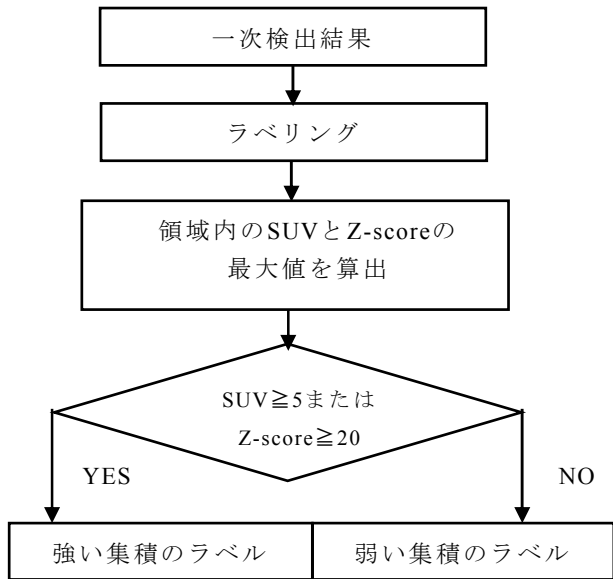 一次検出結果
ラベリング
領域内のSUVとZ-scoreの
最大値を算出
SUV≧5または
Z-score≧20
YES
NO
強い集積のラベル
弱い集積のラベル